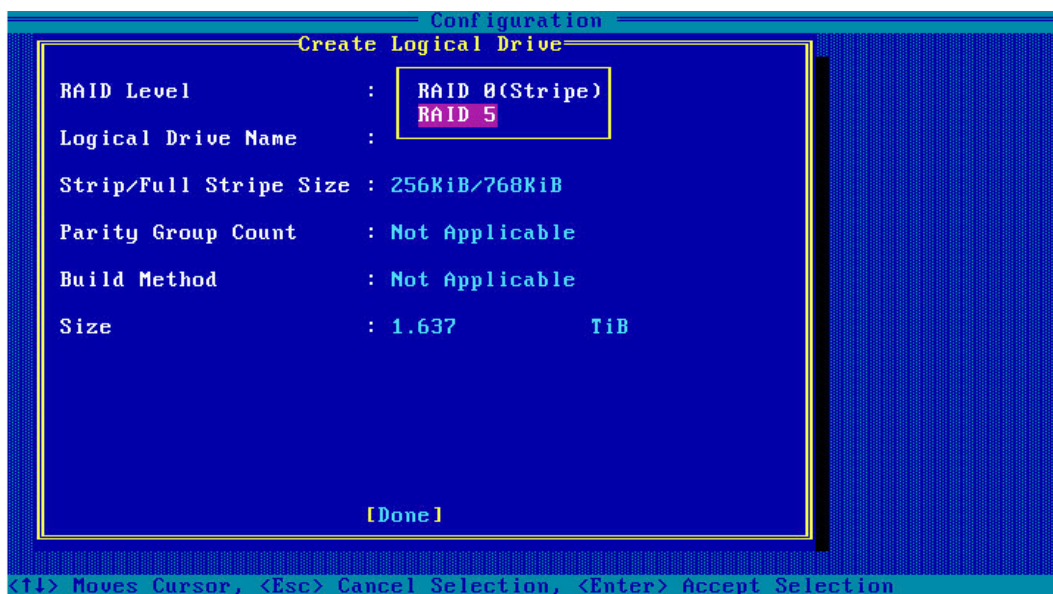 Configuration
Create Logical Drive
RAID Level : RAID 0(Stripe)
RAID 5
Logical Drive Name :
Strip/Full Stripe Size : 256KiB/768KiB
Parity Group Count : Not Applicable
Build Method : Not Applicable
Size : 1.637 TiB
[Done]
<↑↓> Moves Cursor, <Esc> Cancel Selection, <Enter> Accept Selection